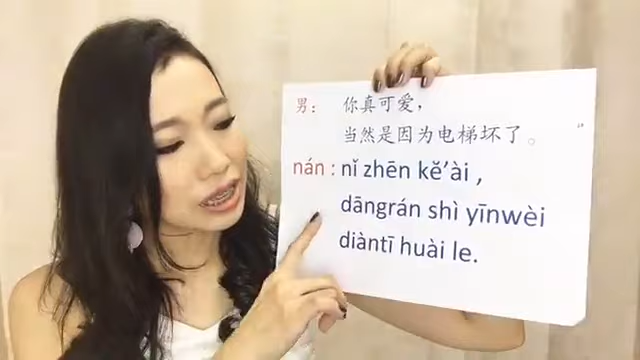 男： 你真可爱，
当然是因为电梯坏了。
nán : nǐ zhēn kě’ài ,
dāngrán shì yīnwèi
diàntī huài le.